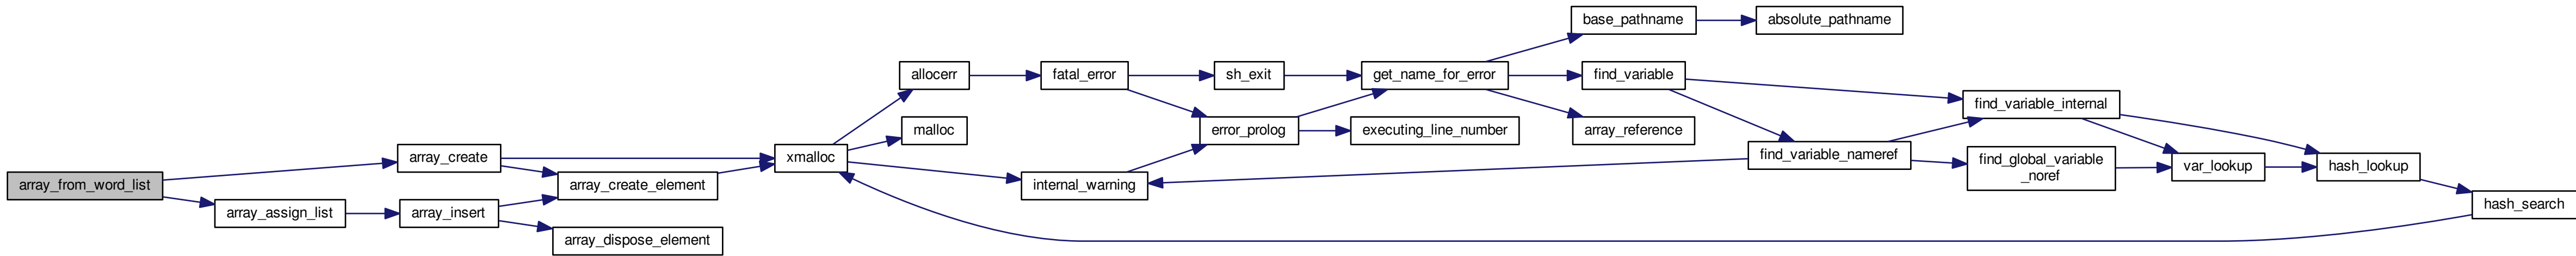 array_from_word_list
array_create
array_assign_list
array_insert
array_create_element
array_dispose_element
xmalloc
allocerr
malloc
internal_warning
fatal_error
sh_exit
error_prolog
get_name_for_error
executing_line_number
base_pathname
absolute_pathname
find_variable
array_reference
find_variable_nameref
find_variable_internal
find_global_variable
_noref
var_lookup
hash_lookup
hash_search